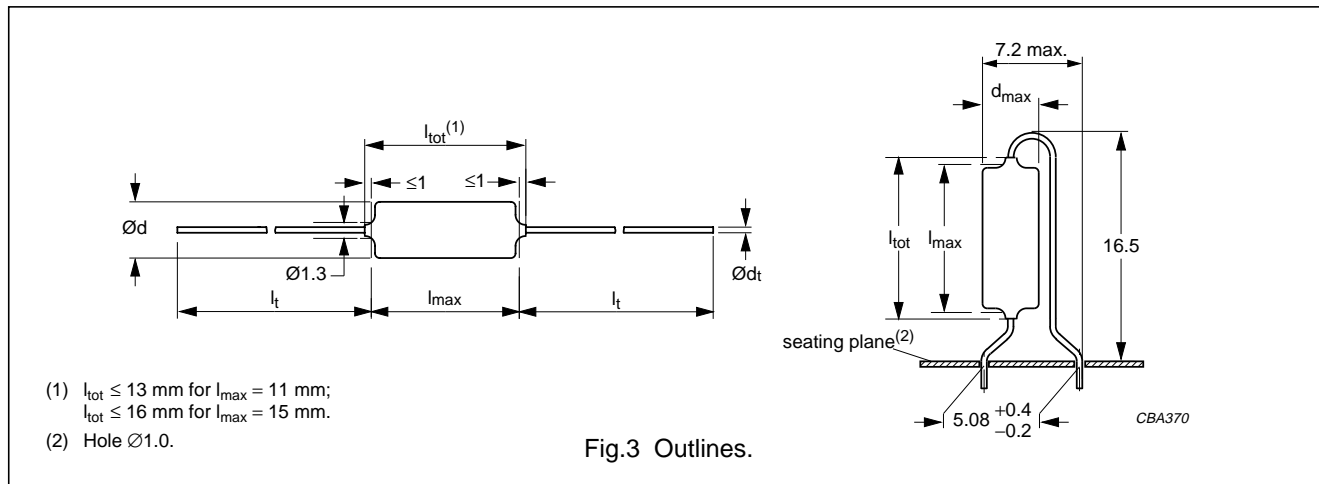 l_tot(1)
≤1 ≤1
Ød
Ø1.3
Ødt
l_t l_max l_t
7.2 max.
d_max
l_tot l_max
16.5
seating plane(2)
5.08 +0.4 −0.2
CBA370
(1) l_tot ≤ 13 mm for l_max = 11 mm;
l_tot ≤ 16 mm for l_max = 15 mm.
(2) Hole ∅1.0.
Fig.3 Outlines.